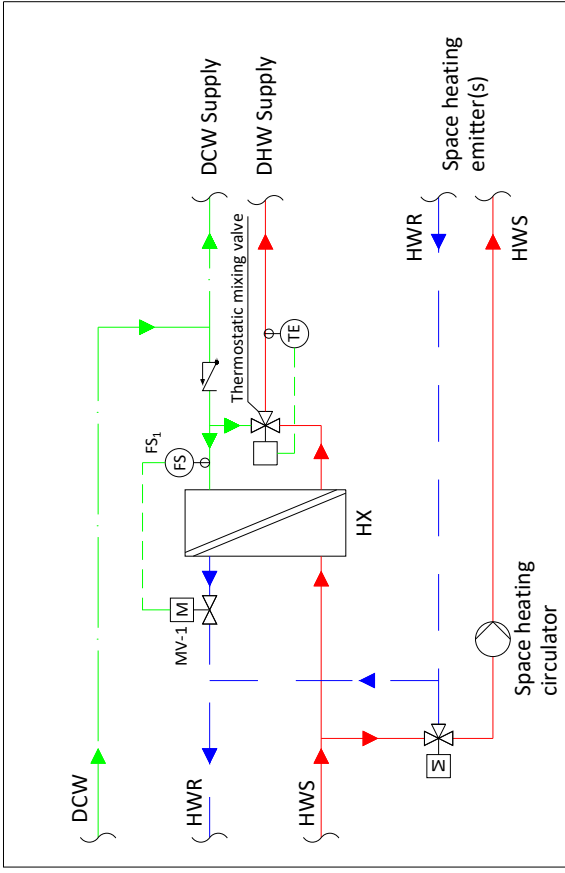 DCW
HWR
HWS
MV-1
M
FS₁
FS
HX
Thermostatic mixing valve
TE
DCW Supply
DHW Supply
Space heating
emitter(s)
HWR
HWS
M
Space heating
circulator